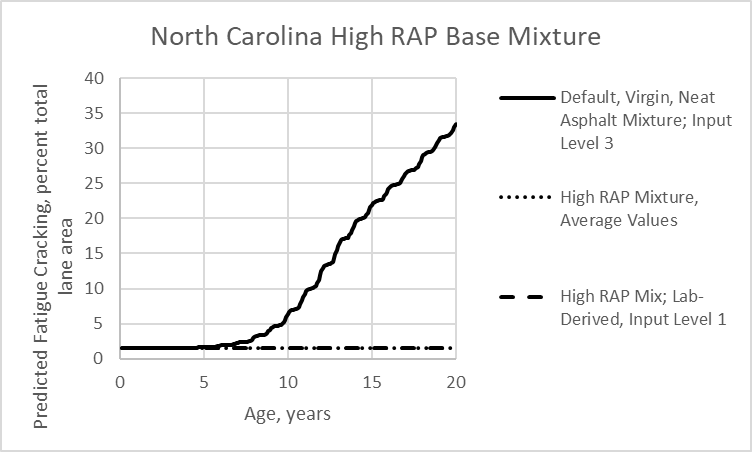 North Carolina High RAP Base Mixture
Predicted Fatigue Cracking, percent total
lane area
40
35
30
25
20
15
10
5
0
0 5 10 15 20
Age, years
Default, Virgin, Neat
Asphalt Mixture; Input
Level 3
High RAP Mixture,
Average Values
High RAP Mix; Lab-
Derived, Input Level 1